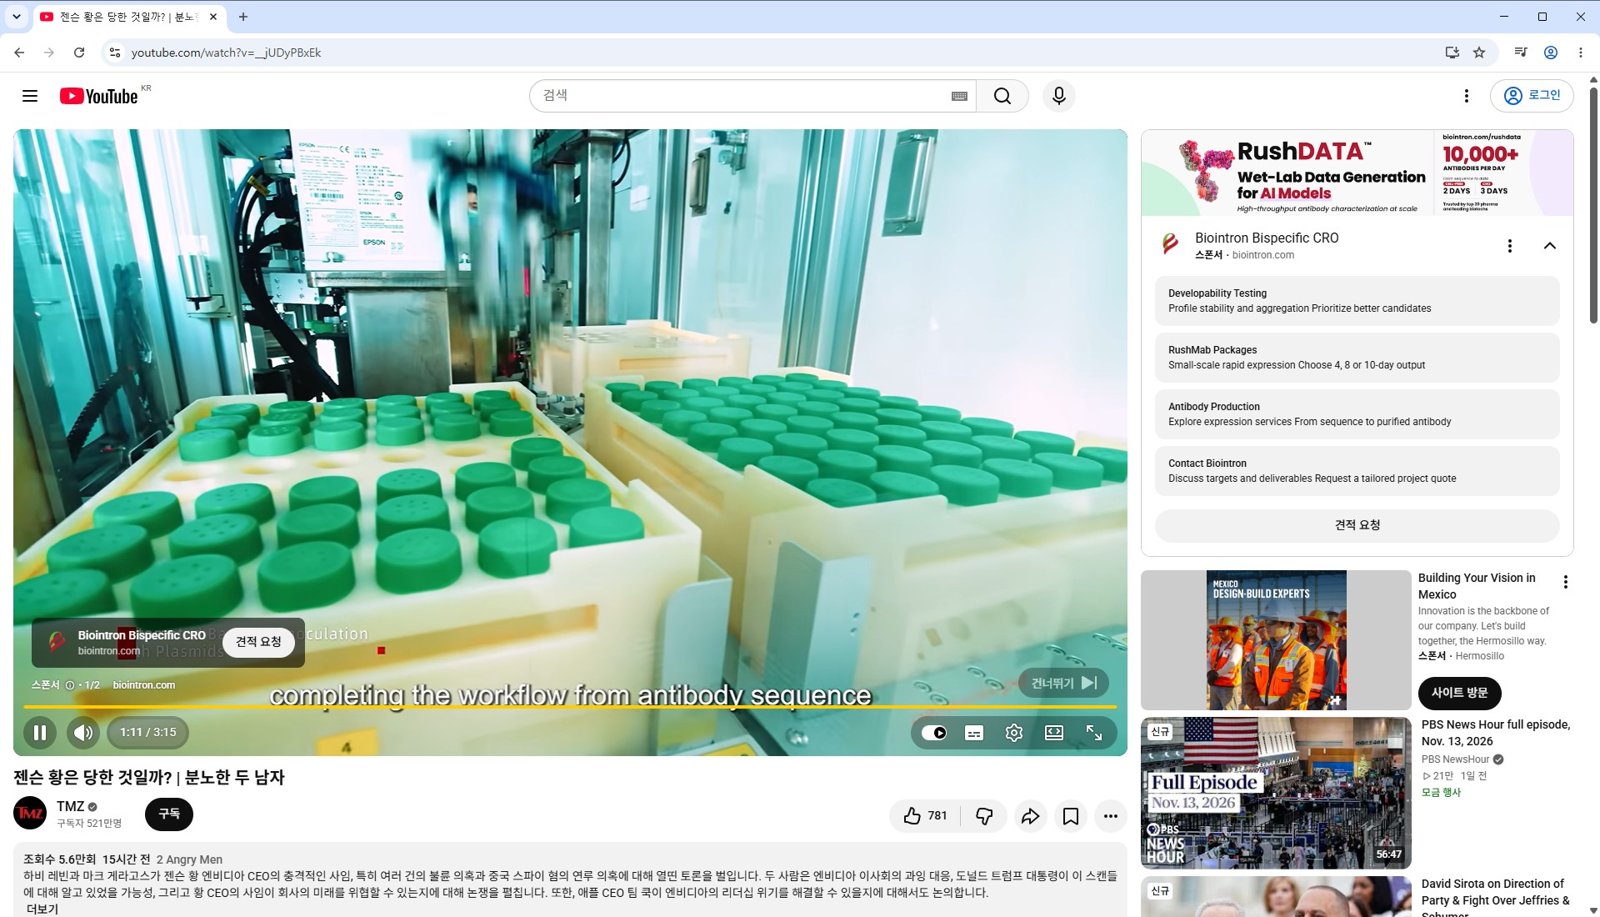 젠슨 황은 당한 것일까? | 분노한
youtube.com/watch?v=__jUDyPBxEk
YouTube KR
검색
로그인
EPSON
EPSON
4
Biointron Bispecific CRO
biointron.com
견적 요청
oculation
h Plasmids
스폰서 · 1/2 biointron.com
completing the workflow from antibody sequence
건너뛰기
1:11 / 3:15
젠슨 황은 당한 것일까? | 분노한 두 남자
TMZ
TMZ
구독자 521만명
구독
781
조회수 5.6만회 15시간 전 2 Angry Men
하비 레빈과 마크 게라고스가 젠슨 황 엔비디아 CEO의 충격적인 사임, 특히 여러 건의 불륜 의혹과 중국 스파이 혐의 연루 의혹에 대해 열띤 토론을 벌입니다. 두 사람은 엔비디아 이사회의 과잉 대응, 도널드 트럼프 대통령이 이 스캔들
에 대해 알고 있었을 가능성, 그리고 황 CEO의 사임이 회사의 미래를 위협할 수 있는지에 대해 논쟁을 펼칩니다. 또한, 애플 CEO 팀 쿡이 엔비디아의 리더십 위기를 해결할 수 있을지에 대해서도 논의합니다.
더보기
RushDATA™
Wet-Lab Data Generation
for AI Models
High-throughput antibody characterization at scale
biointron.com/rushdata
10,000+
ANTIBODIES PER DAY
2 DAYS 3 DAYS
Trusted by top 20 pharma
and leading biotechs
Biointron Bispecific CRO
스폰서 · biointron.com
Developability Testing
Profile stability and aggregation Prioritize better candidates
RushMab Packages
Small-scale rapid expression Choose 4, 8 or 10-day output
Antibody Production
Explore expression services From sequence to purified antibody
Contact Biointron
Discuss targets and deliverables Request a tailored project quote
견적 요청
MEXICO
DESIGN-BUILD EXPERTS
Building Your Vision in
Mexico
Innovation is the backbone of
our company. Let's build
together, the Hermosillo way.
스폰서 · Hermosillo
사이트 방문
신규
Full Episode
Nov. 13, 2026
PBS
NEWS
HOUR
56:47
PBS News Hour full episode,
Nov. 13, 2026
PBS NewsHour
21만 1일 전
모금 행사
신규
David Sirota on Direction of
Party & Fight Over Jeffries &
Schumer